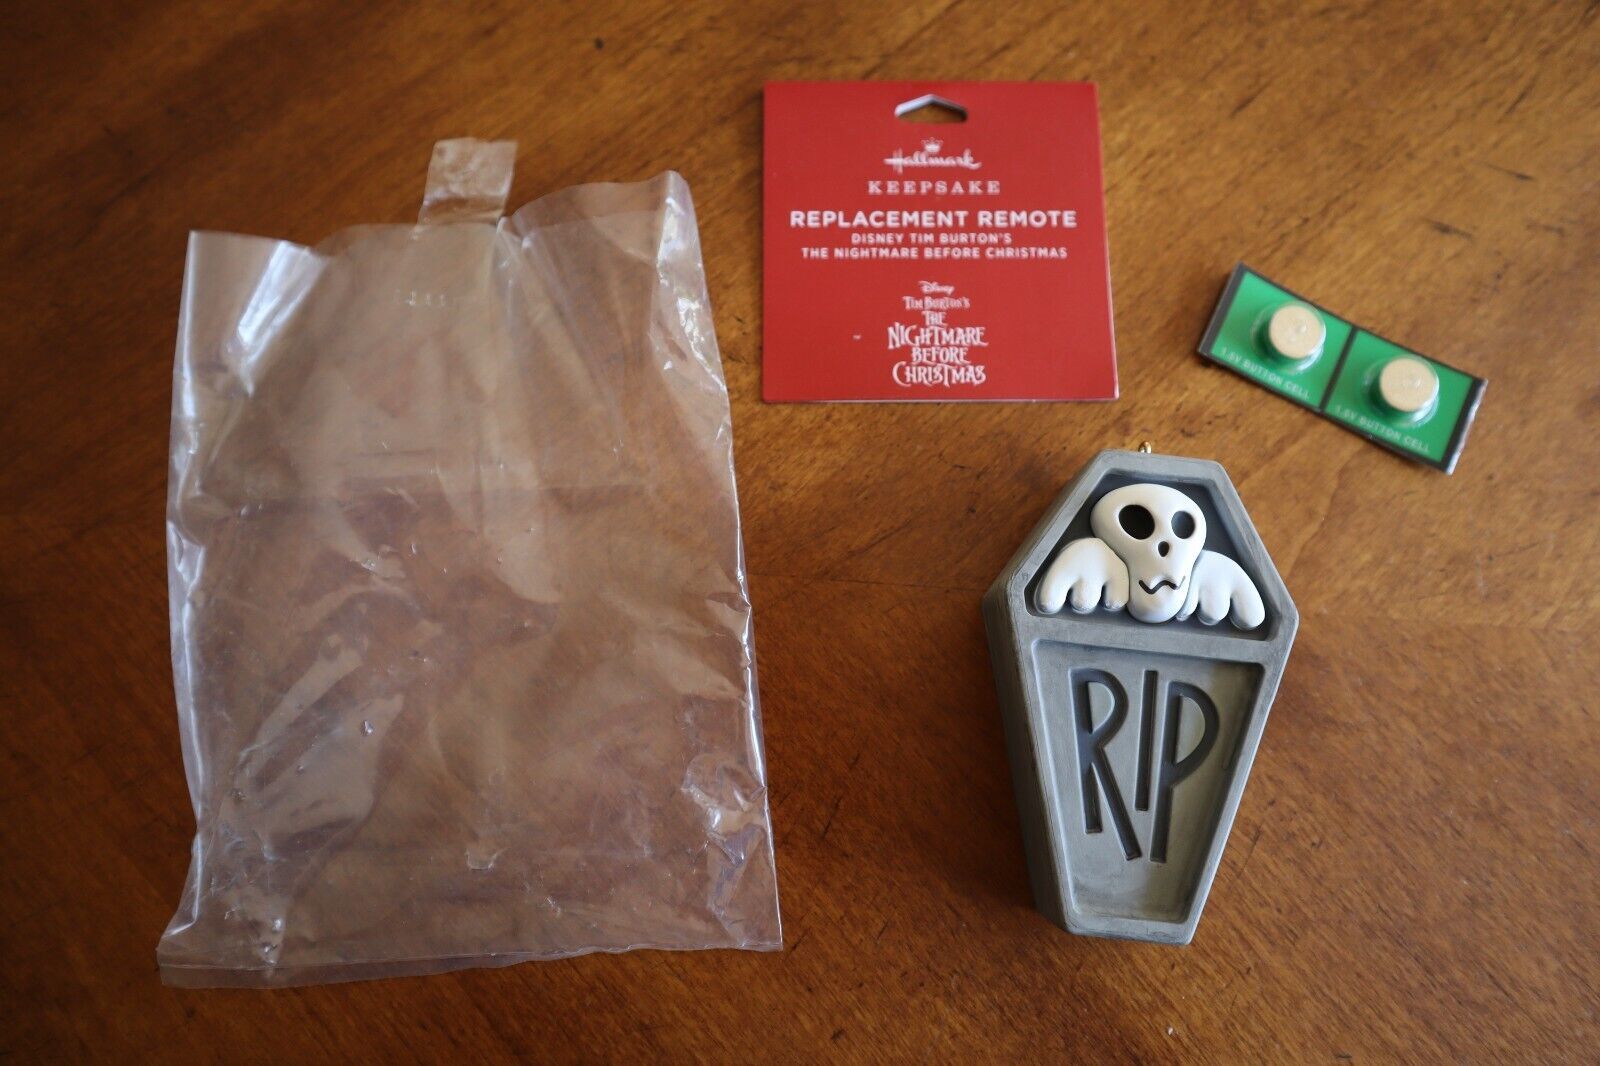 Hallmark
KEEPSAKE
REPLACEMENT REMOTE
DISNEY TIM BURTON'S
THE NIGHTMARE BEFORE CHRISTMAS
Disney
TIM BURTON'S
THE
NIGHTMARE
BEFORE
CHRISTMAS
1.5V BUTTON CELL
1.5V BUTTON CELL
RIP